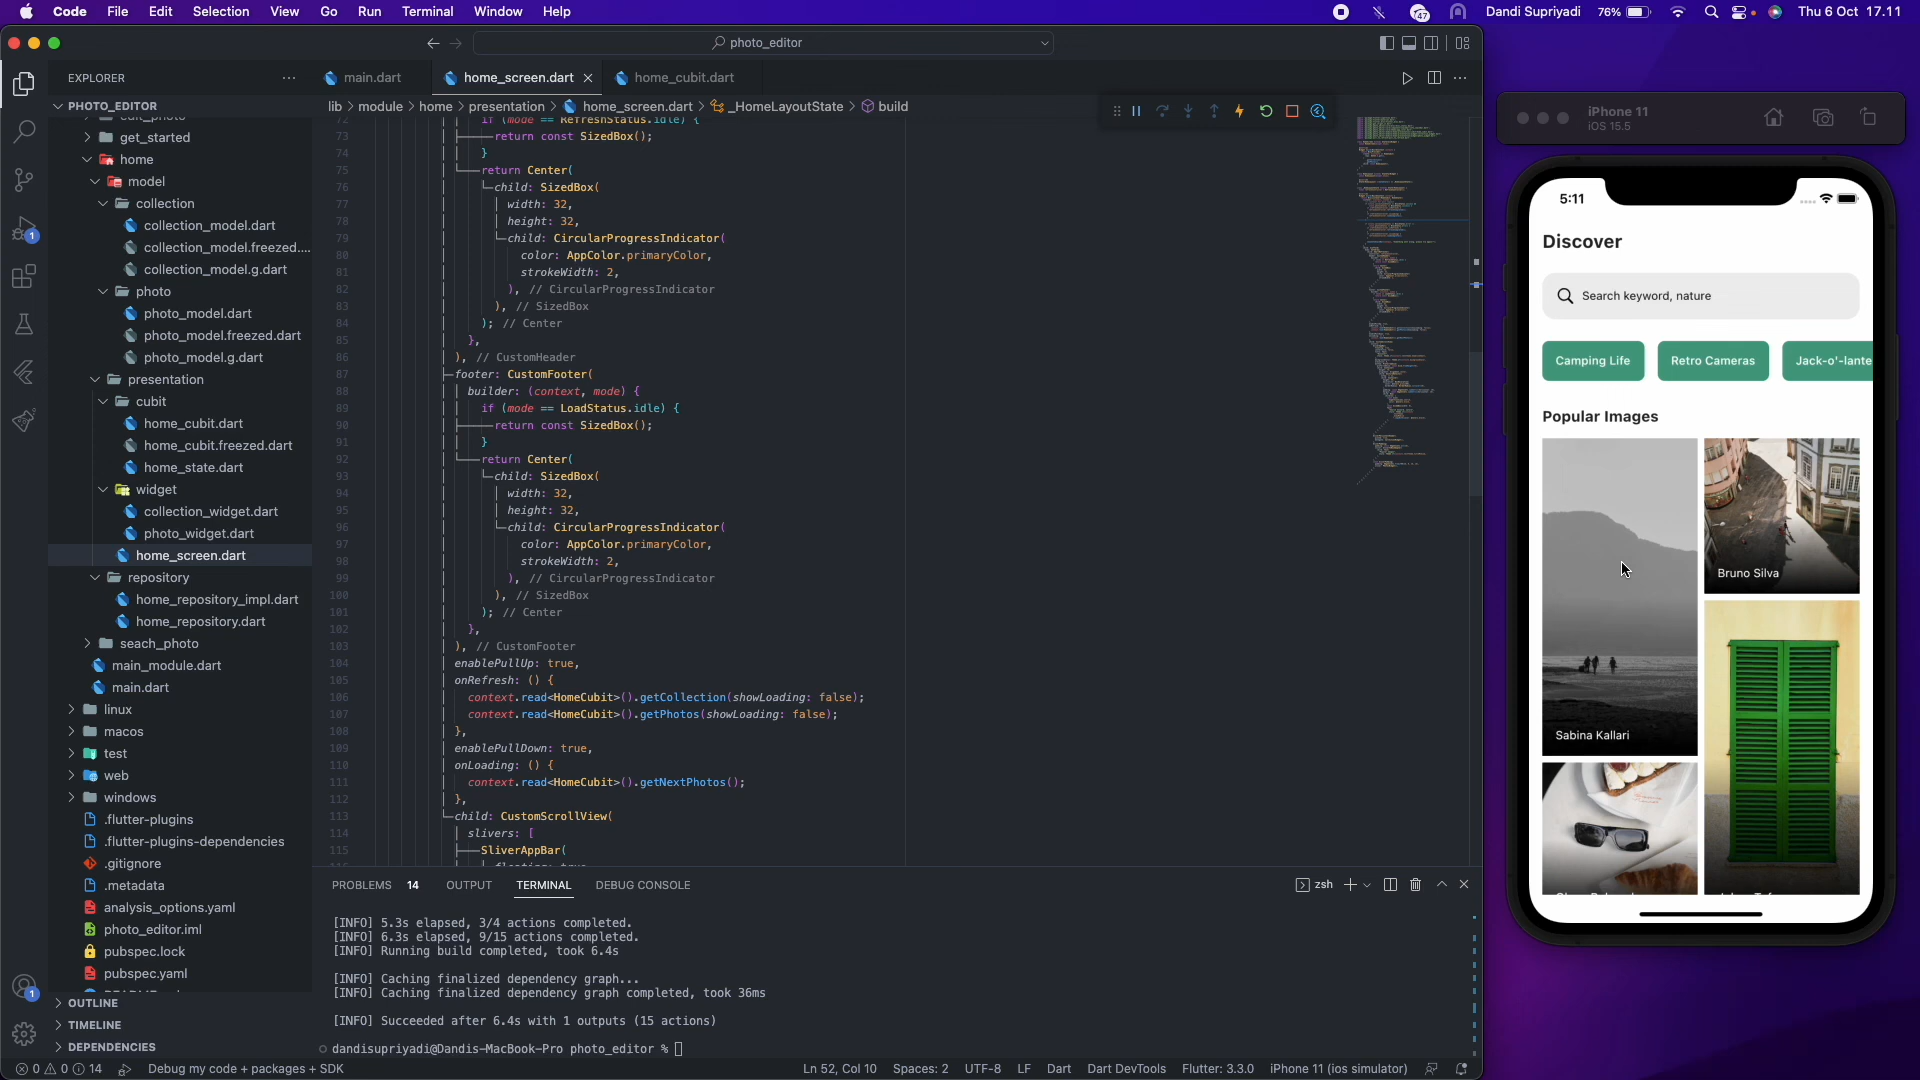 Code File Edit Selection View Go Run Terminal Window Help
47 Dandi Supriyadi 76% Thu 6 Oct 17.11
photo_editor
EXPLORER
main.dart home_screen.dart home_cubit.dart
PHOTO_EDITOR
lib > module > home > presentation > home_screen.dart > _HomeLayoutState > build
edit_photo
get_started
home
model
collection
collection_model.dart
collection_model.freezed....
collection_model.g.dart
photo
photo_model.dart
photo_model.freezed.dart
photo_model.g.dart
presentation
cubit
home_cubit.dart
home_cubit.freezed.dart
home_state.dart
widget
collection_widget.dart
photo_widget.dart
home_screen.dart
repository
home_repository_impl.dart
home_repository.dart
seach_photo
main_module.dart
main.dart
linux
macos
test
web
windows
.flutter-plugins
.flutter-plugins-dependencies
.gitignore
.metadata
analysis_options.yaml
photo_editor.iml
pubspec.lock
pubspec.yaml
OUTLINE
TIMELINE
DEPENDENCIES
1
1
72 if (mode == RefreshStatus.idle) {
73 return const SizedBox();
74 }
75 return Center(
76 child: SizedBox(
77 width: 32,
78 height: 32,
79 child: CircularProgressIndicator(
80 color: AppColor.primaryColor,
81 strokeWidth: 2,
82 ), // CircularProgressIndicator
83 ), // SizedBox
84 ); // Center
85 },
86 ), // CustomHeader
87 footer: CustomFooter(
88 builder: (context, mode) {
89 if (mode == LoadStatus.idle) {
90 return const SizedBox();
91 }
92 return Center(
93 child: SizedBox(
94 width: 32,
95 height: 32,
96 child: CircularProgressIndicator(
97 color: AppColor.primaryColor,
98 strokeWidth: 2,
99 ), // CircularProgressIndicator
100 ), // SizedBox
101 ); // Center
102 },
103 ), // CustomFooter
104 enablePullUp: true,
105 onRefresh: () {
106 context.read<HomeCubit>().getCollection(showLoading: false);
107 context.read<HomeCubit>().getPhotos(showLoading: false);
108 },
109 enablePullDown: true,
110 onLoading: () {
111 context.read<HomeCubit>().getNextPhotos();
112 },
113 child: CustomScrollView(
114 slivers: [
115 SliverAppBar(
116 floating: true,
PROBLEMS 14 OUTPUT TERMINAL DEBUG CONSOLE zsh
[INFO] 5.3s elapsed, 3/4 actions completed.
[INFO] 6.3s elapsed, 9/15 actions completed.
[INFO] Running build completed, took 6.4s
[INFO] Caching finalized dependency graph...
[INFO] Caching finalized dependency graph completed, took 36ms
[INFO] Succeeded after 6.4s with 1 outputs (15 actions)
dandisupriyadi@Dandis-MacBook-Pro photo_editor %
0 0 14 Debug my code + packages + SDK Ln 52, Col 10 Spaces: 2 UTF-8 LF Dart Dart DevTools Flutter: 3.3.0 iPhone 11 (ios simulator)
iPhone 11
iOS 15.5
5:11
Discover
Search keyword, nature
Camping Life Retro Cameras Jack-o'-lante
Popular Images
Bruno Silva
Sabina Kallari